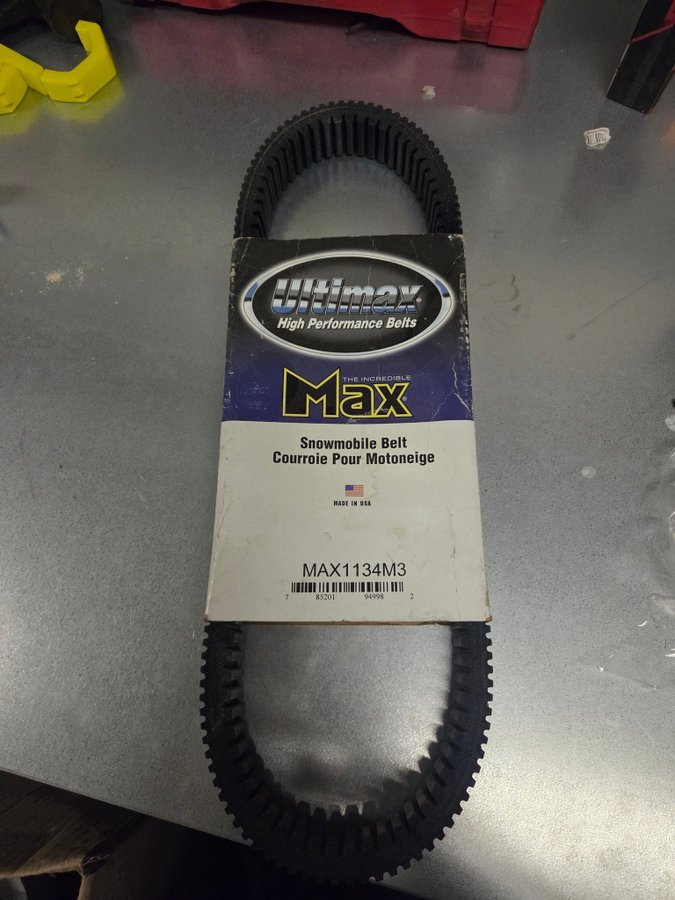 Ultimax®
High Performance Belts
THE INCREDIBLE
Max®
Snowmobile Belt
Courroie Pour Motoneige
MADE IN USA
MAX1134M3
7 85201 94998 2